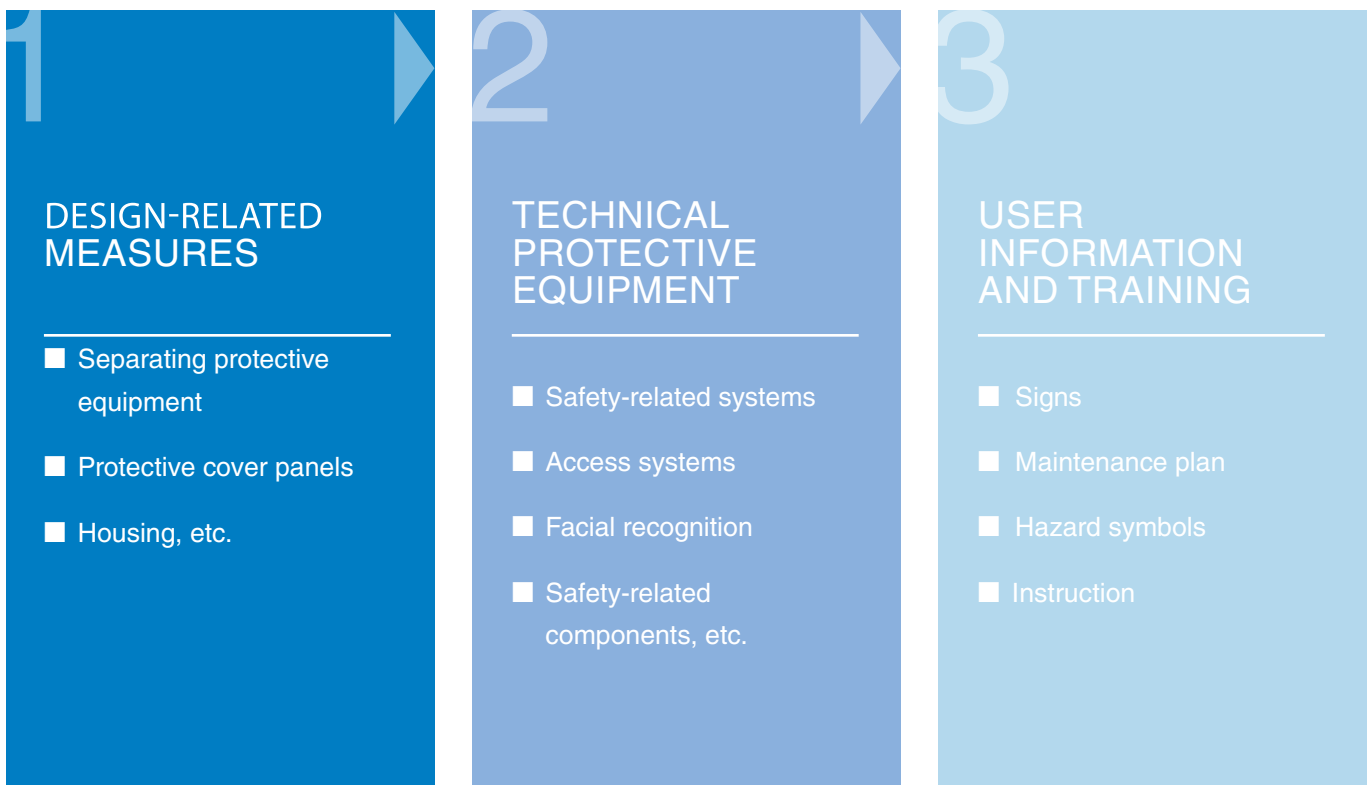 1
DESIGN-RELATED
MEASURES
■ Separating protective
equipment
■ Protective cover panels
■ Housing, etc.
2
TECHNICAL
PROTECTIVE
EQUIPMENT
■ Safety-related systems
■ Access systems
■ Facial recognition
■ Safety-related
components, etc.
3
USER
INFORMATION
AND TRAINING
■ Signs
■ Maintenance plan
■ Hazard symbols
■ Instruction